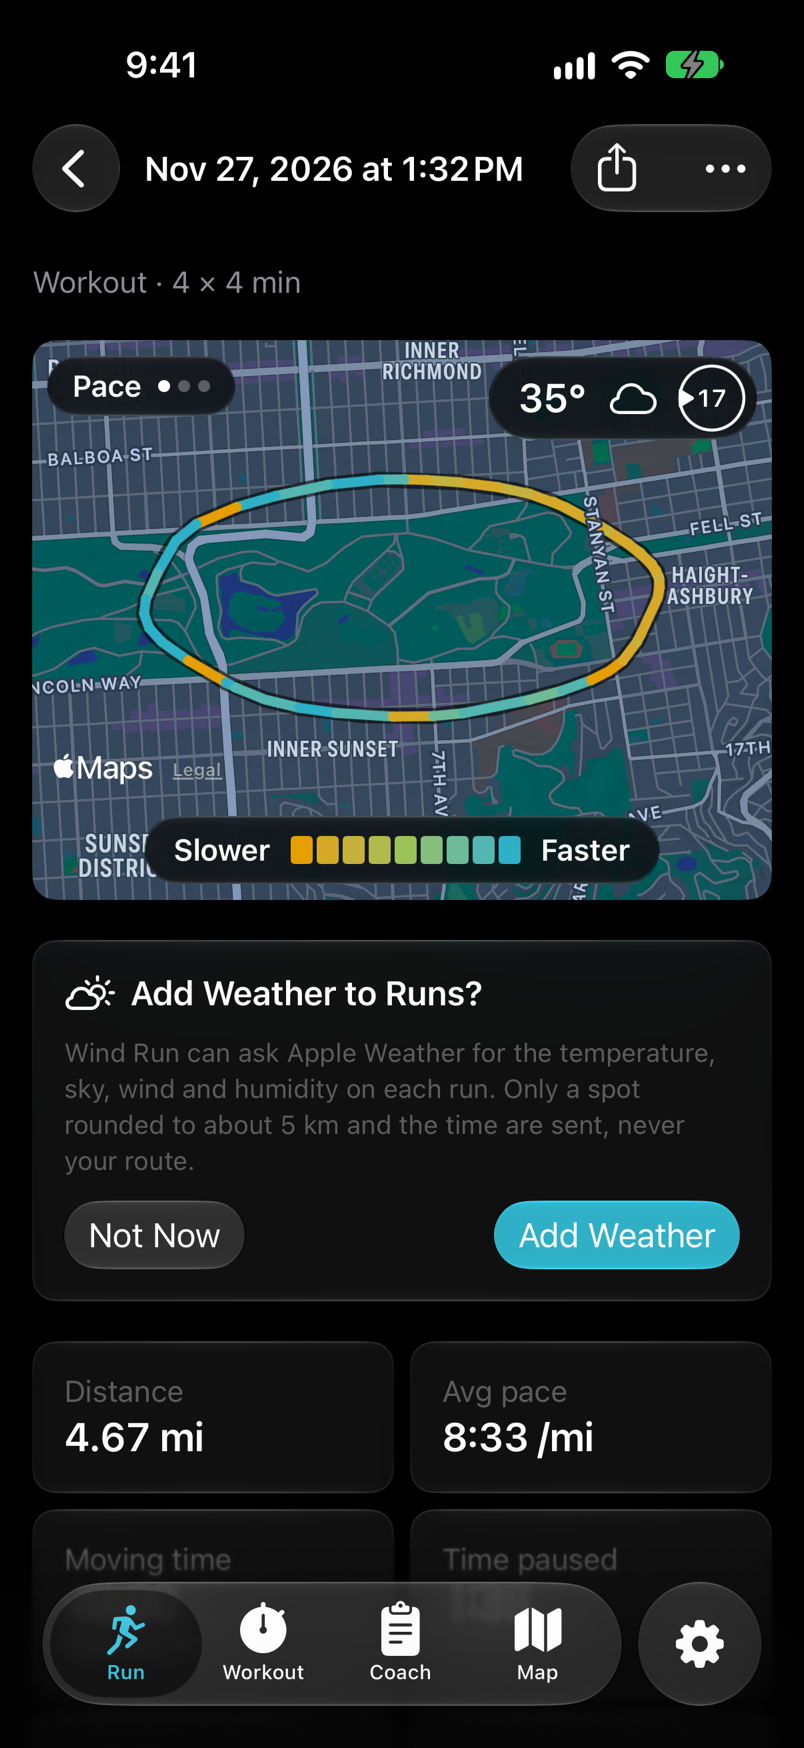 9:41
Nov 27, 2026 at 1:32 PM
Workout · 4 × 4 min
INNER
RICHMOND
Pace
35°
17
BALBOA ST
STANYAN ST
FELL ST
HAIGHT-
ASHBURY
NCOLN WAY
INNER SUNSET
Maps
Legal
7TH AV
17TH
AVE
SUNSE
DISTRIC
Slower
Faster
Add Weather to Runs?
Wind Run can ask Apple Weather for the temperature,
sky, wind and humidity on each run. Only a spot
rounded to about 5 km and the time are sent, never
your route.
Not Now
Add Weather
Distance
4.67 mi
Avg pace
8:33 /mi
Moving time
Time paused
Run
Workout
Coach
Map